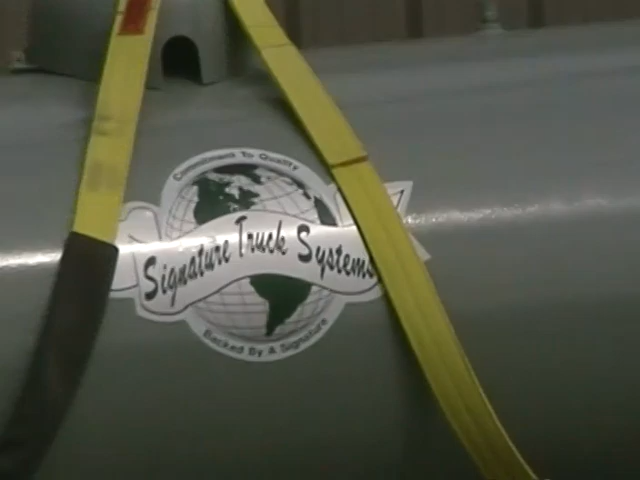 Commitment To Quality
Signature Truck Systems
Backed By A Signature